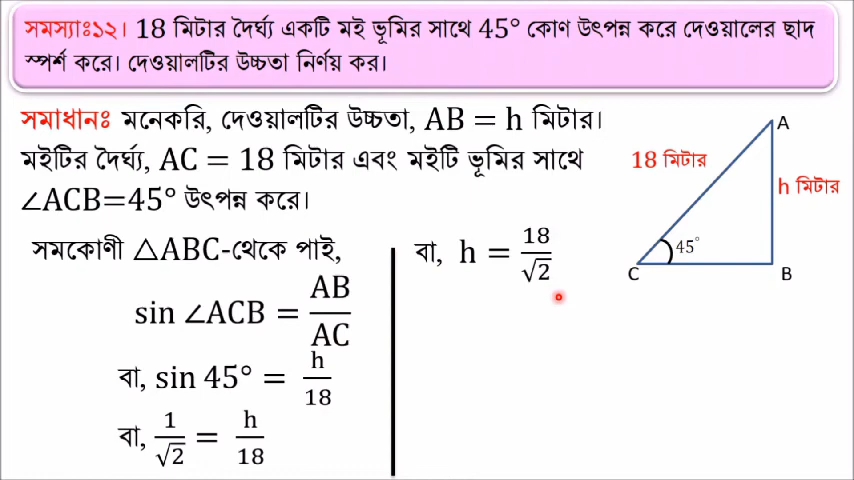 সমস্যাঃ১২। 18 মিটার দৈর্ঘ্য একটি মই ভূমির সাথে 45° কোণ উৎপন্ন করে দেওয়ালের ছাদ
স্পর্শ করে। দেওয়ালটির উচ্চতা নির্ণয় কর।
সমাধানঃ মনেকরি, দেওয়ালটির উচ্চতা, AB = h মিটার।
মইটির দৈর্ঘ্য, AC = 18 মিটার এবং মইটি ভূমির সাথে
∠ACB=45° উৎপন্ন করে।
সমকোণী △ABC-থেকে পাই,
sin ∠ACB = AB/AC
বা, sin 45° = h/18
বা, 1/√2 = h/18
বা, h = 18/√2
A
18 মিটার
h মিটার
45°
C
B